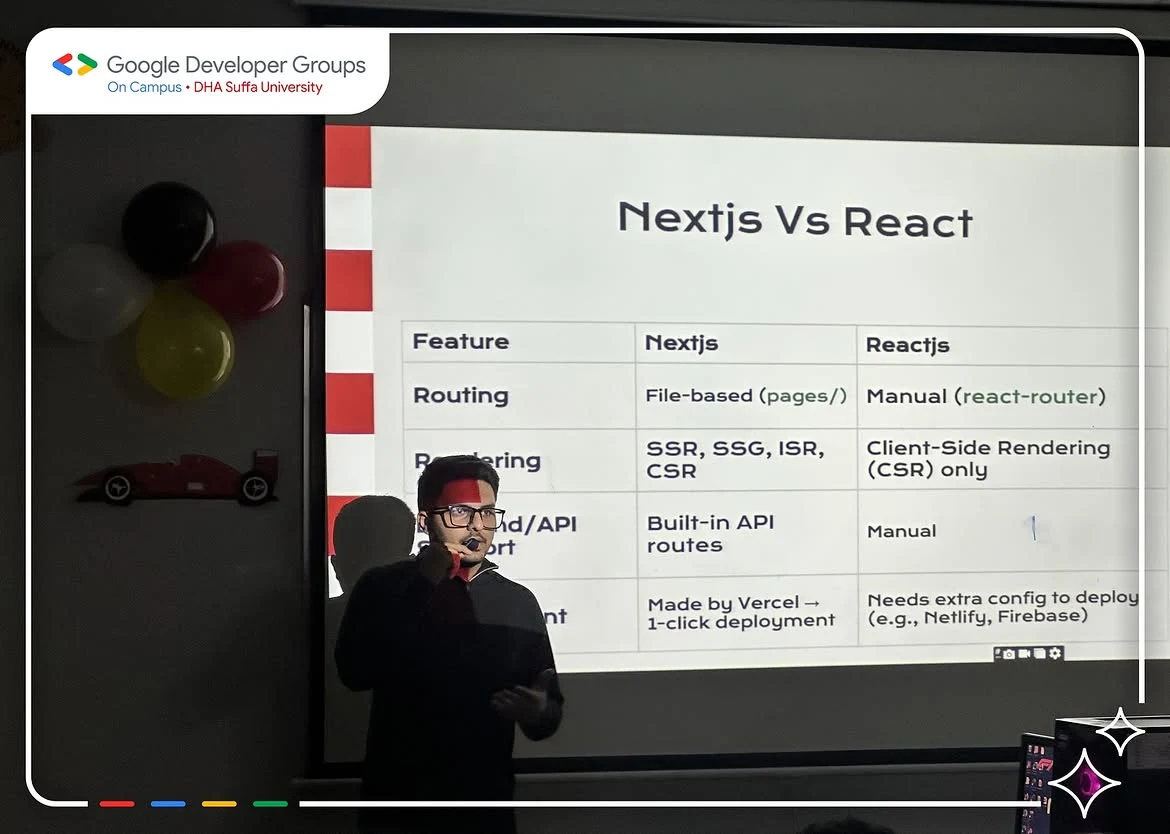 Google Developer Groups
On Campus • DHA Suffa University
Nextjs Vs React
Feature
Nextjs
Reactjs
Routing
File-based (pages/)
Manual (react-router)
SSR, SSG, ISR,
CSR
Client-Side Rendering
(CSR) only
Built-in API
routes
Manual
Made by Vercel →
1-click deployment
Needs extra config to deploy
(e.g., Netlify, Firebase)